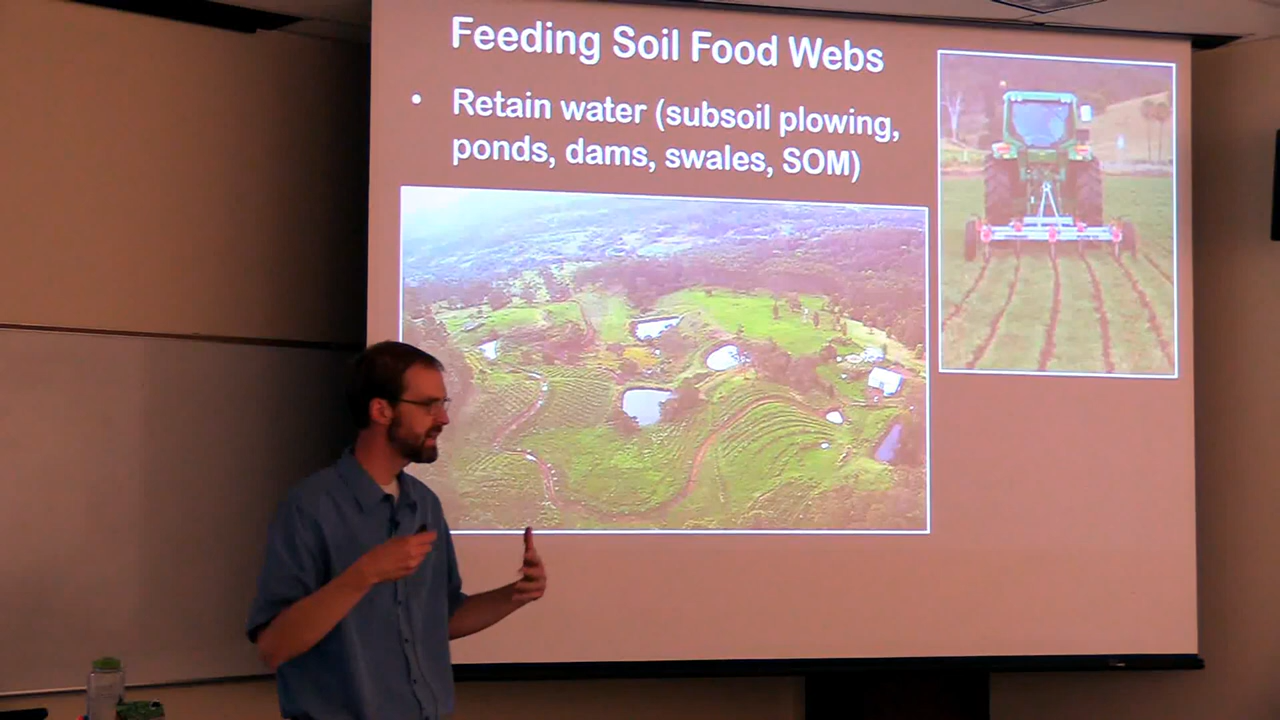 Feeding Soil Food Webs
• Retain water (subsoil plowing,
ponds, dams, swales, SOM)